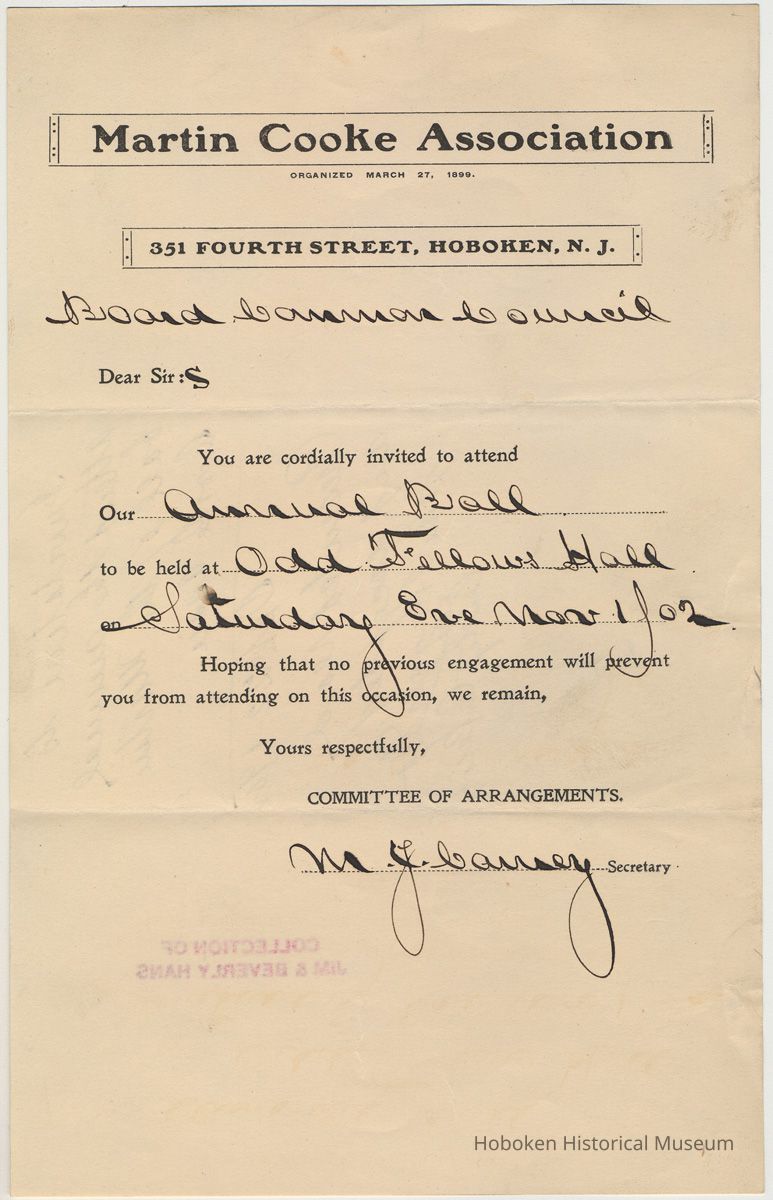 Martin Cooke Association
ORGANIZED MARCH 27, 1899.
351 FOURTH STREET, HOBOKEN, N. J.
Board Common Council
Dear Sir:s
You are cordially invited to attend
Our Annual Ball
to be held at Odd Fellows Hall
on Saturday Eve Nov 1/02
Hoping that no previous engagement will prevent
you from attending on this occasion, we remain,
Yours respectfully,
COMMITTEE OF ARRANGEMENTS.
M. J. Carney Secretary
COLLECTION OF
JIM & BEVERLY HANS
Hoboken Historical Museum